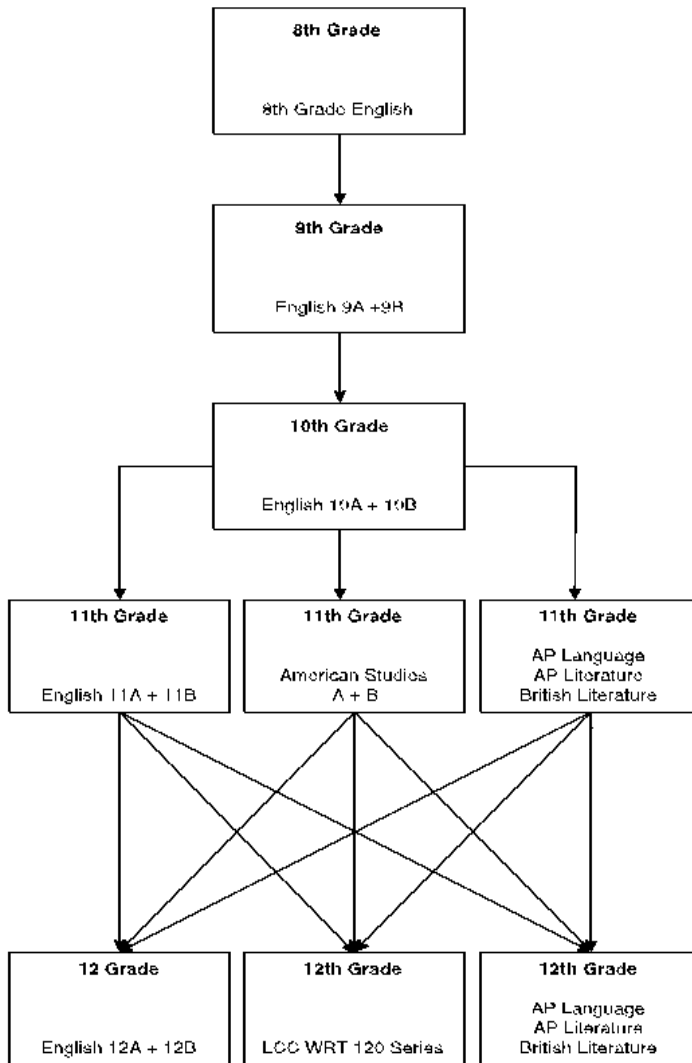 8th Grade
8th Grade English
9th Grade
English 9A +9B
10th Grade
English 10A + 10B
11th Grade
English 11A + 11B
11th Grade
American Studies
A + B
11th Grade
AP Language
AP Literature
British Literature
12 Grade
English 12A + 12B
12th Grade
LCC WRT 120 Series
12th Grade
AP Language
AP Literature
British Literature